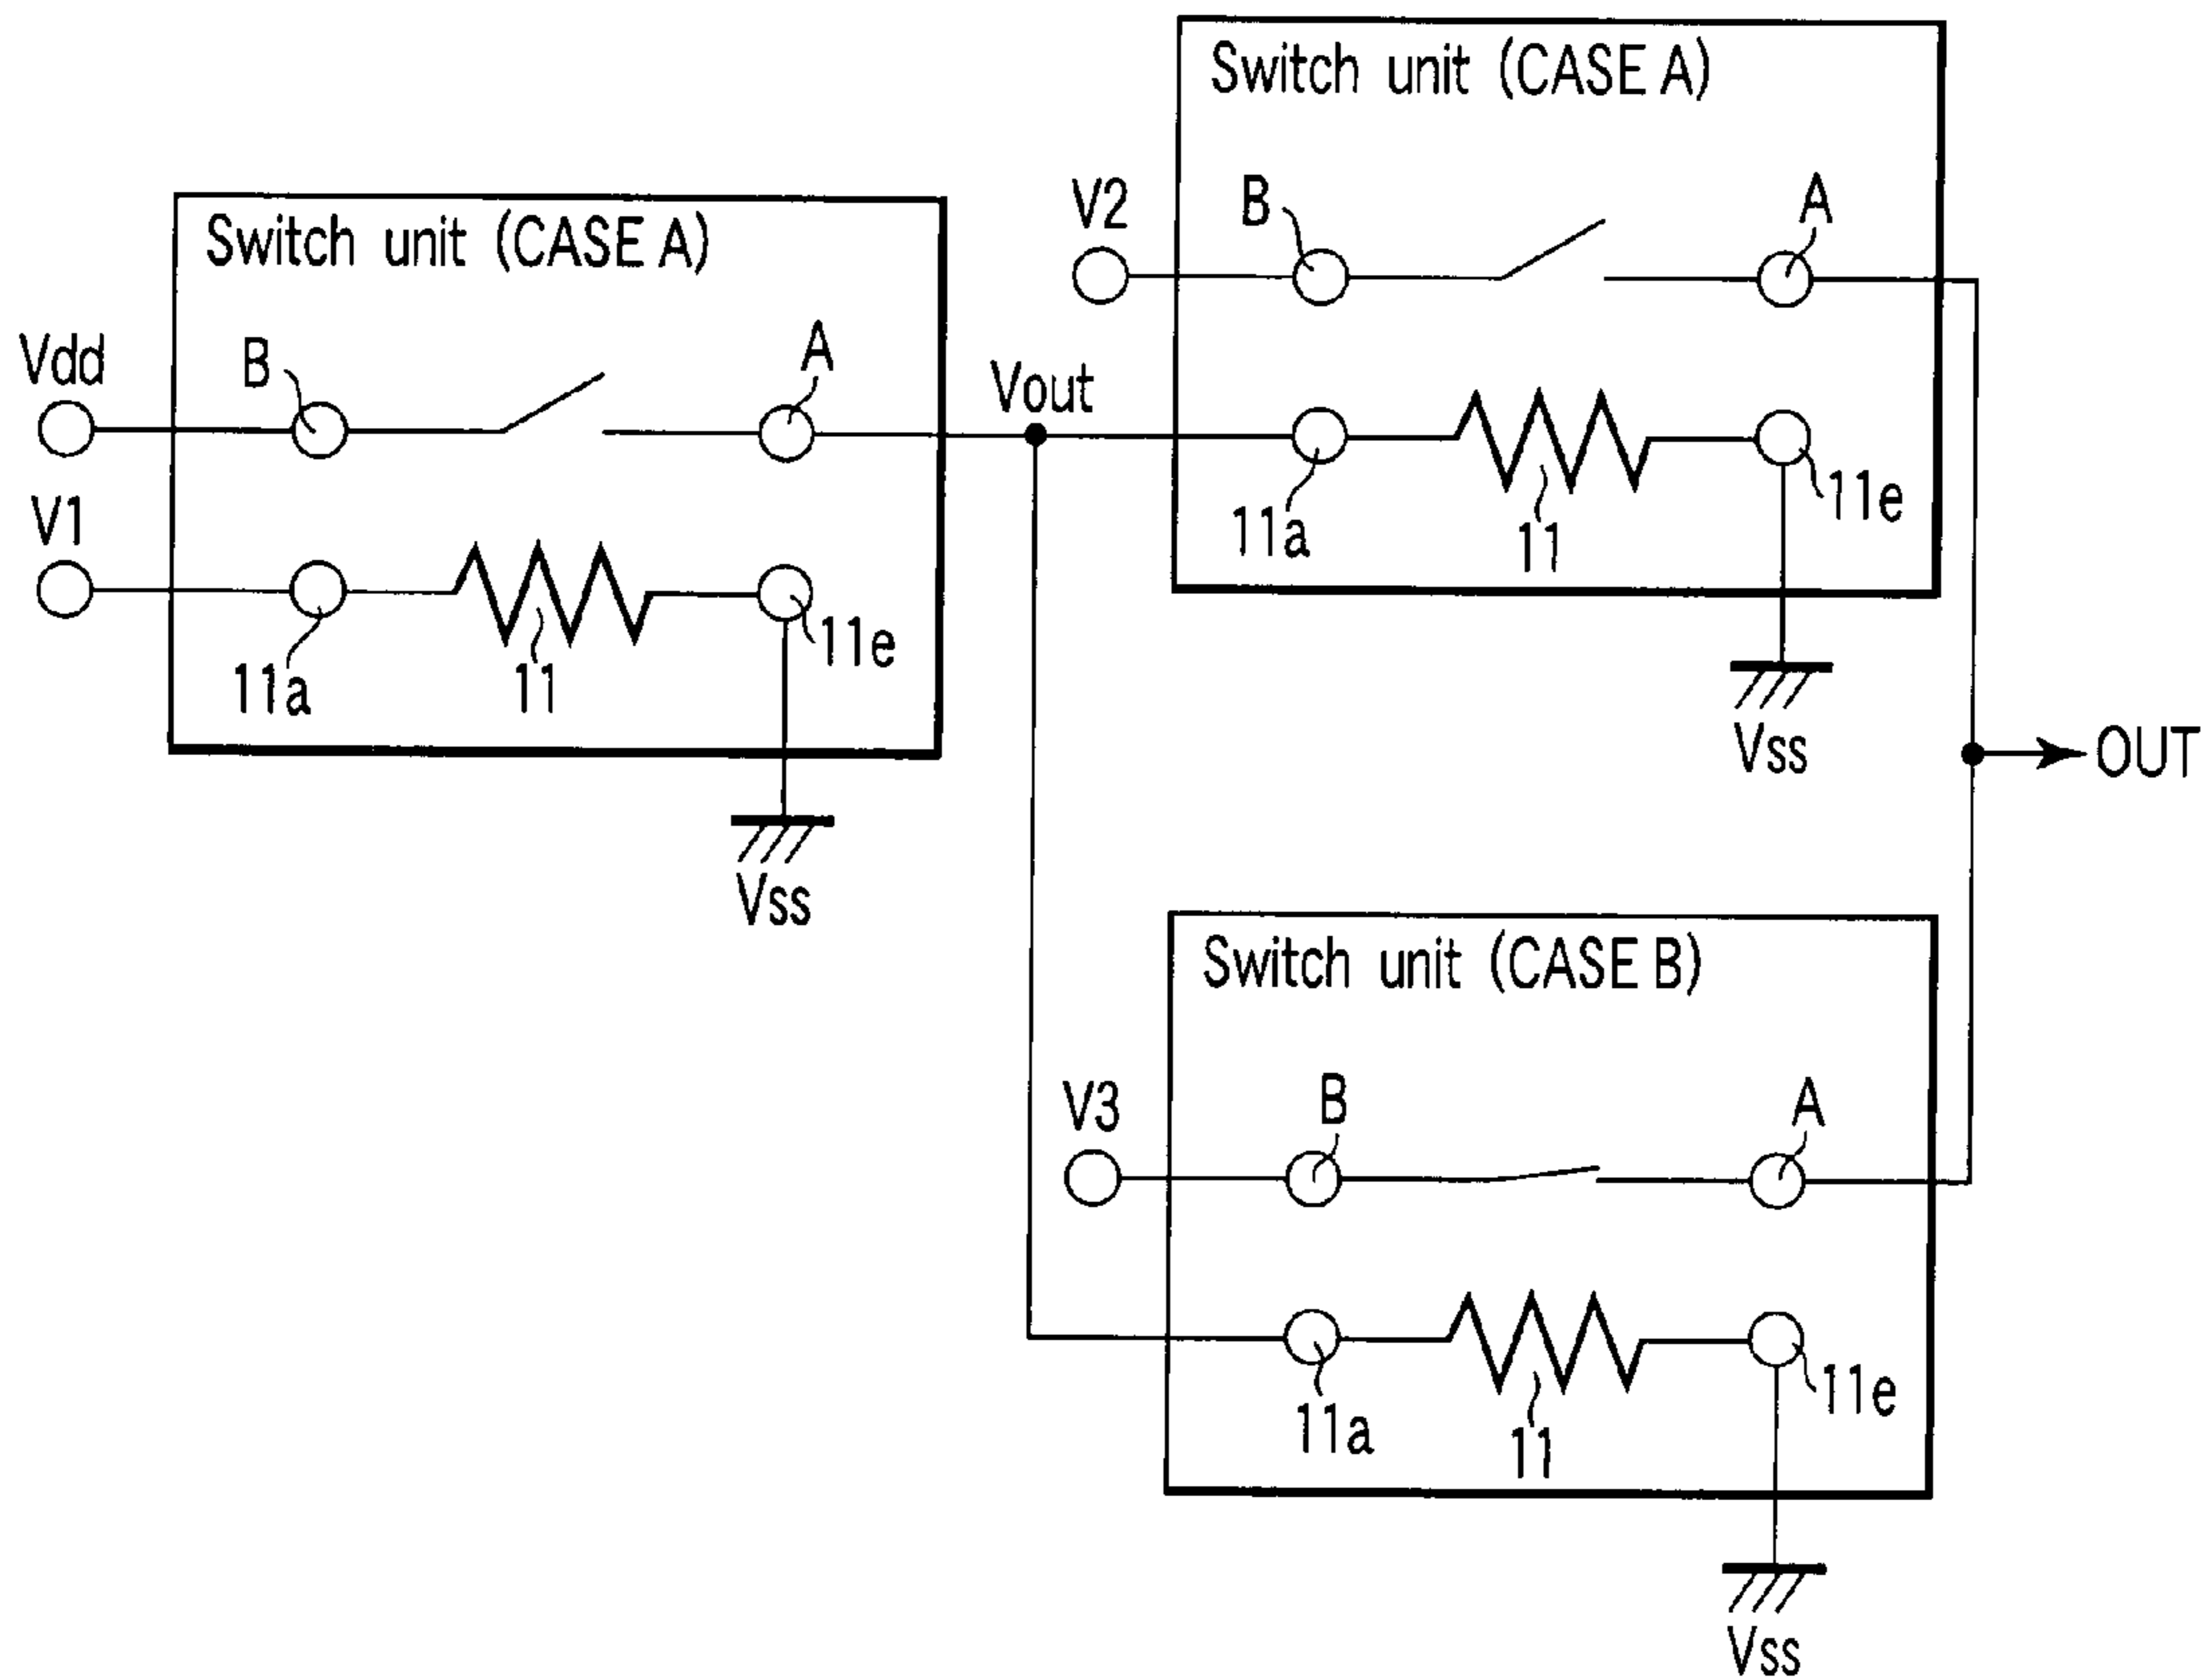 Switch unit (CASE A)
Vdd
B
A
V1
11a
11
11e
Vss
Vout
Switch unit (CASE A)
V2
B
A
11a
11
11e
Vss
OUT
Switch unit (CASE B)
V3
B
A
11a
11
11e
Vss